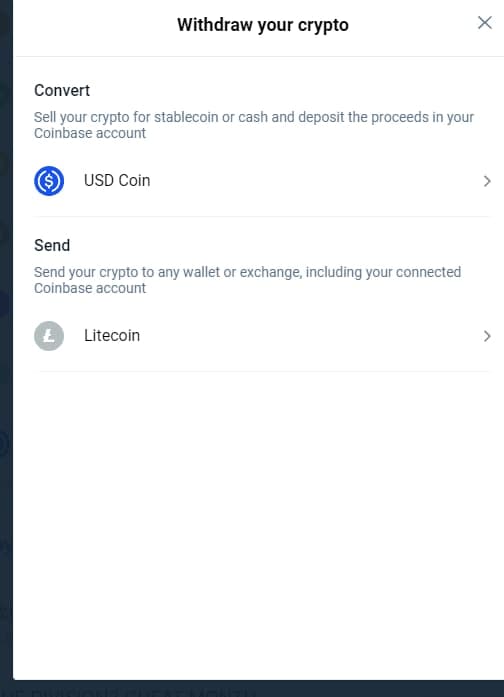 Withdraw your crypto
Convert
Sell your crypto for stablecoin or cash and deposit the proceeds in your
Coinbase account
USD Coin
Send
Send your crypto to any wallet or exchange, including your connected
Coinbase account
Litecoin